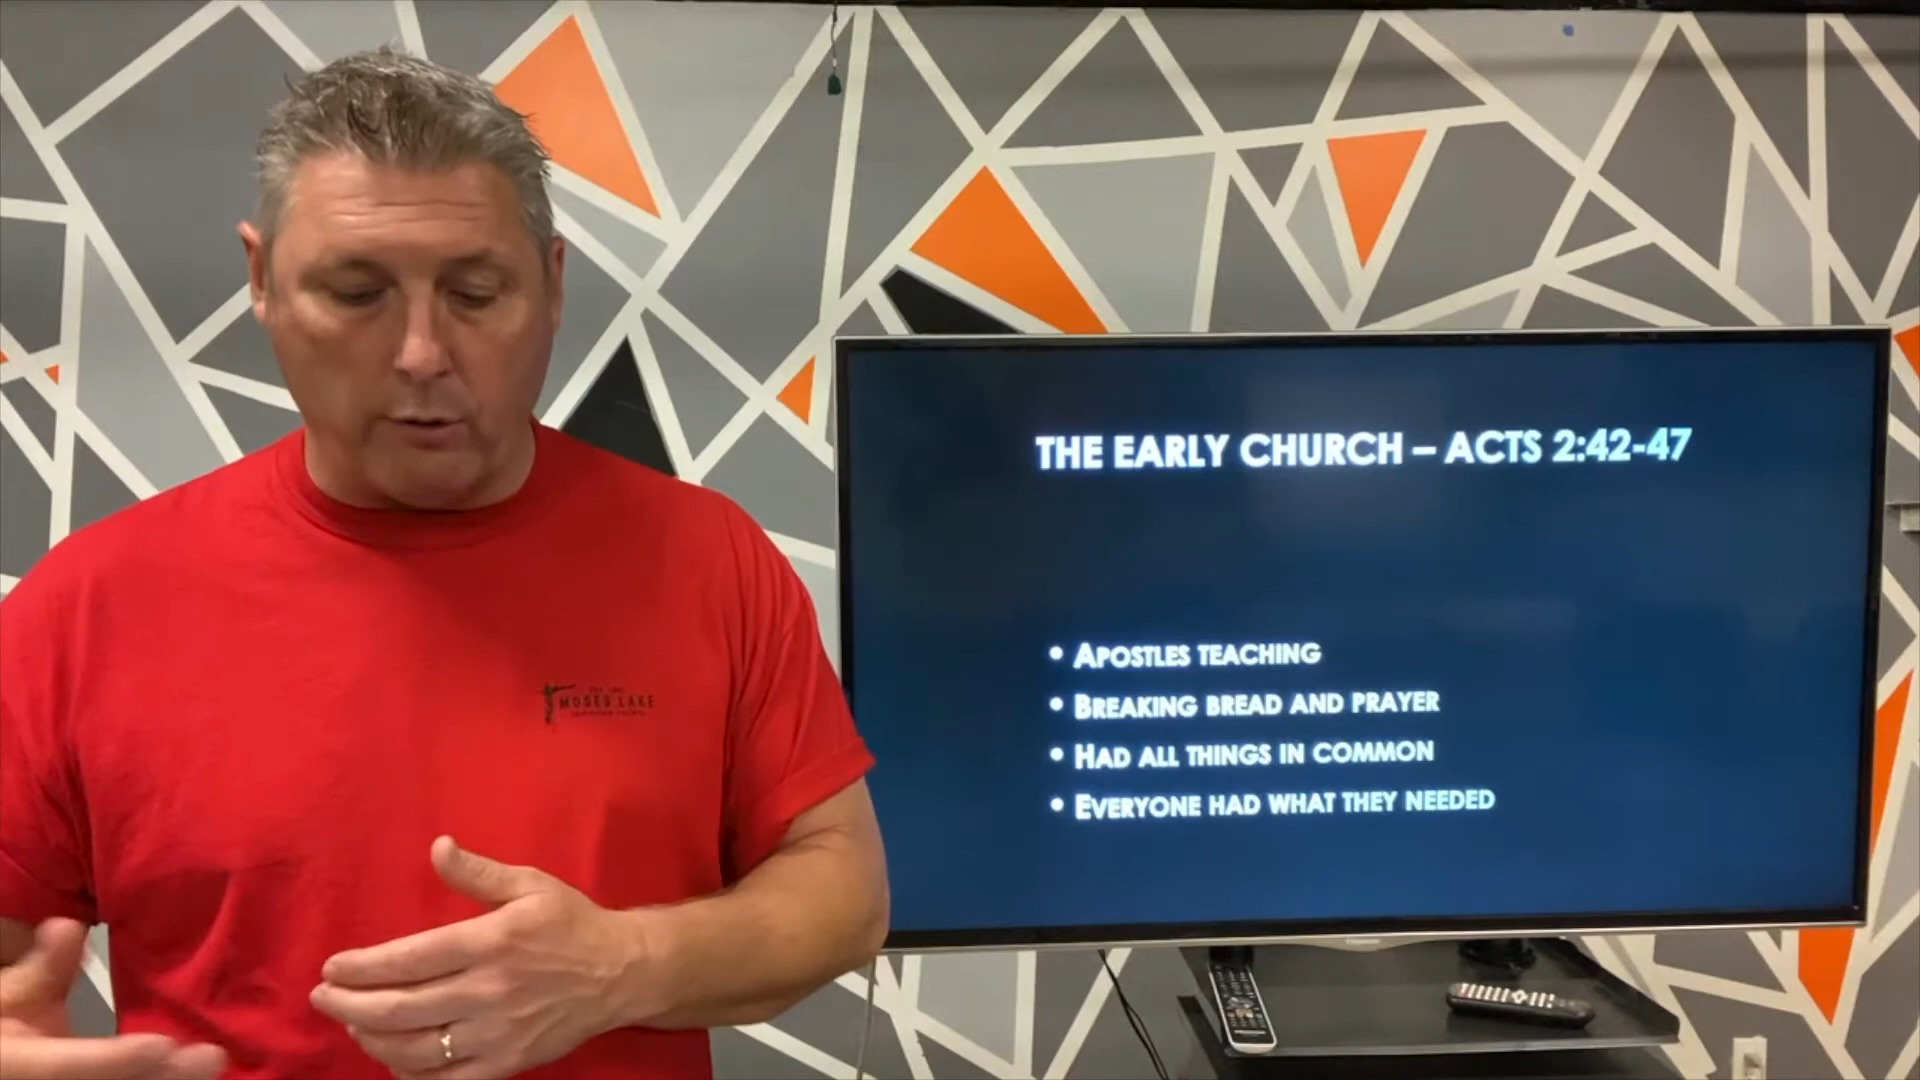 THE EARLY CHURCH – ACTS 2:42-47
• APOSTLES TEACHING
• BREAKING BREAD AND PRAYER
• HAD ALL THINGS IN COMMON
• EVERYONE HAD WHAT THEY NEEDED
MOSES LAKE